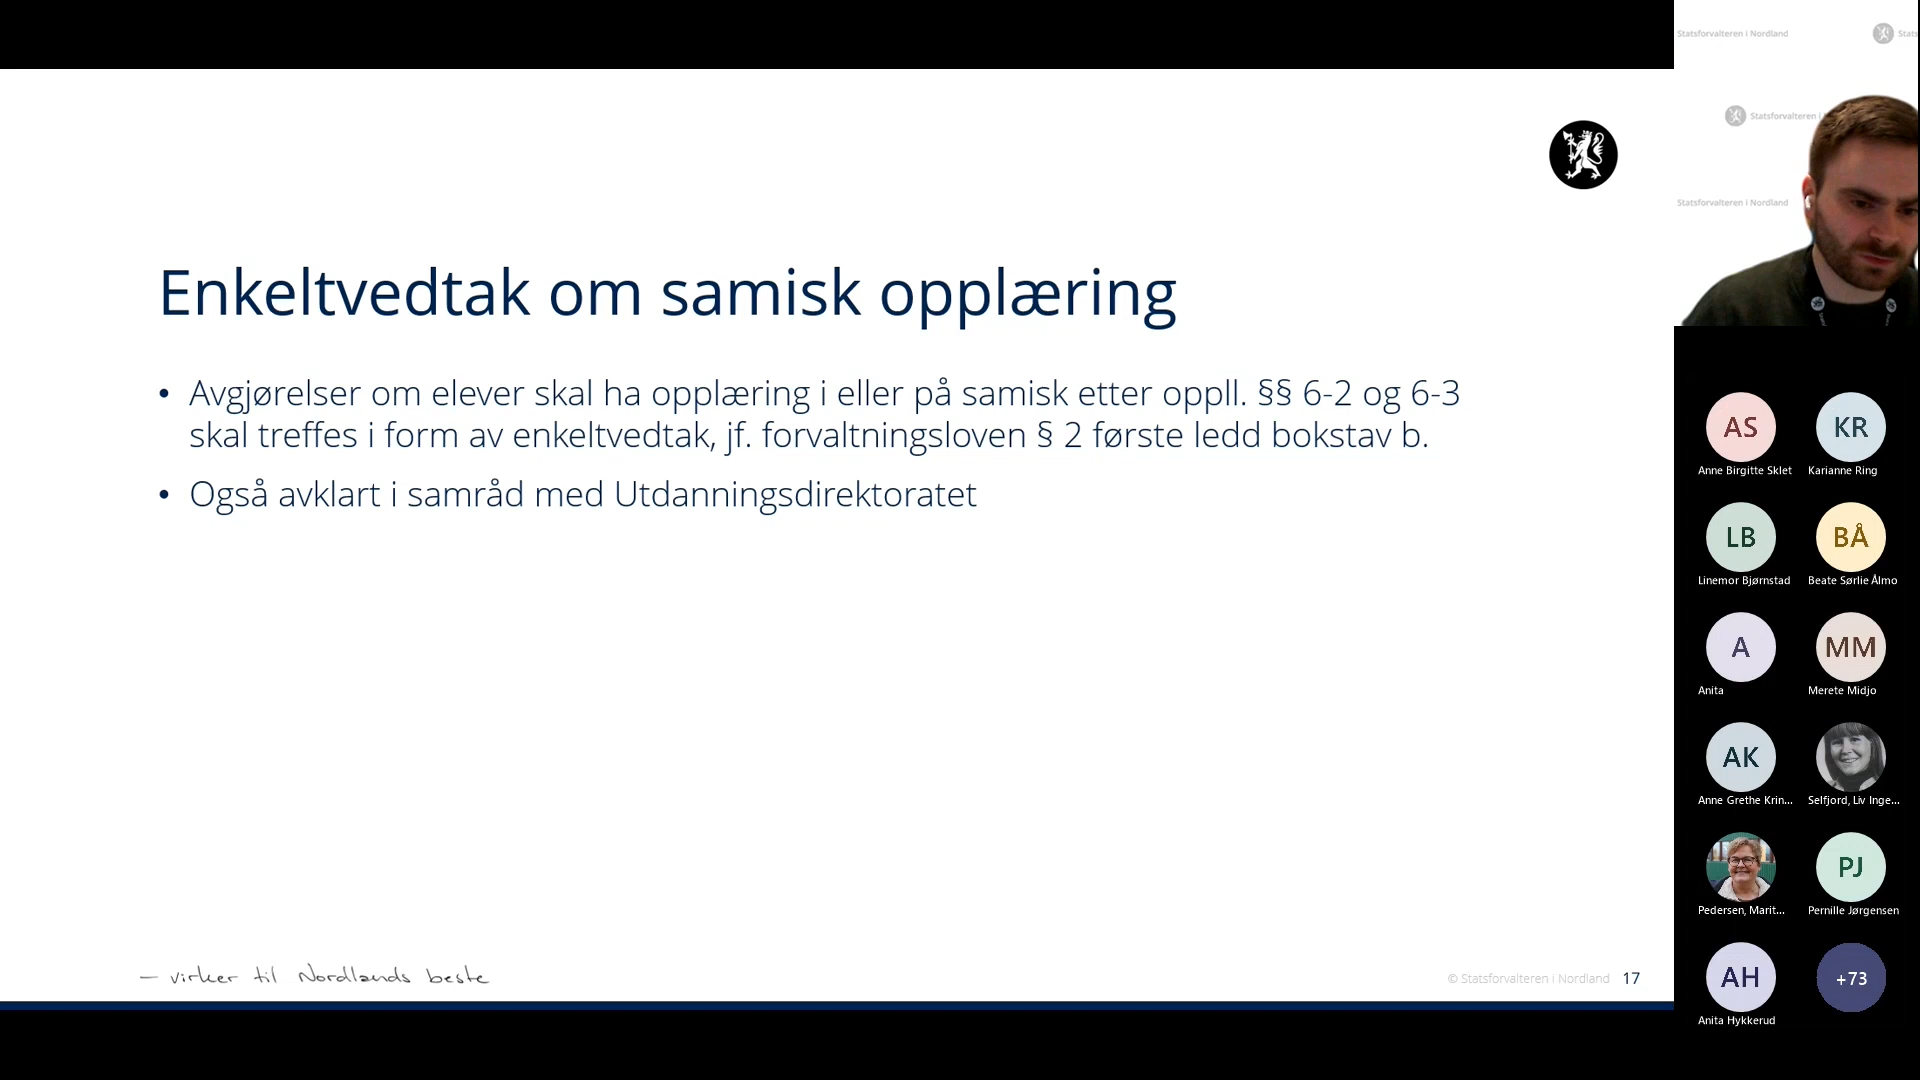 Statsforvalteren i Nordland
Stats
Statsforvalteren i
Statsforvalteren i Nordland
Enkeltvedtak om samisk opplæring
• Avgjørelser om elever skal ha opplæring i eller på samisk etter oppll. §§ 6-2 og 6-3
skal treffes i form av enkeltvedtak, jf. forvaltningsloven § 2 første ledd bokstav b.
• Også avklart i samråd med Utdanningsdirektoratet
– virker til Nordlands beste
© Statsforvalteren i Nordland 17
AS KR
Anne Birgitte Sklet Karianne Ring
LB BÅ
Linemor Bjørnstad Beate Sørlie Ålmo
A MM
Anita Merete Midjo
AK
Anne Grethe Krin... Selfjord, Liv Inge...
PJ
Pedersen, Marit... Pernille Jørgensen
AH +73
Anita Hykkerud